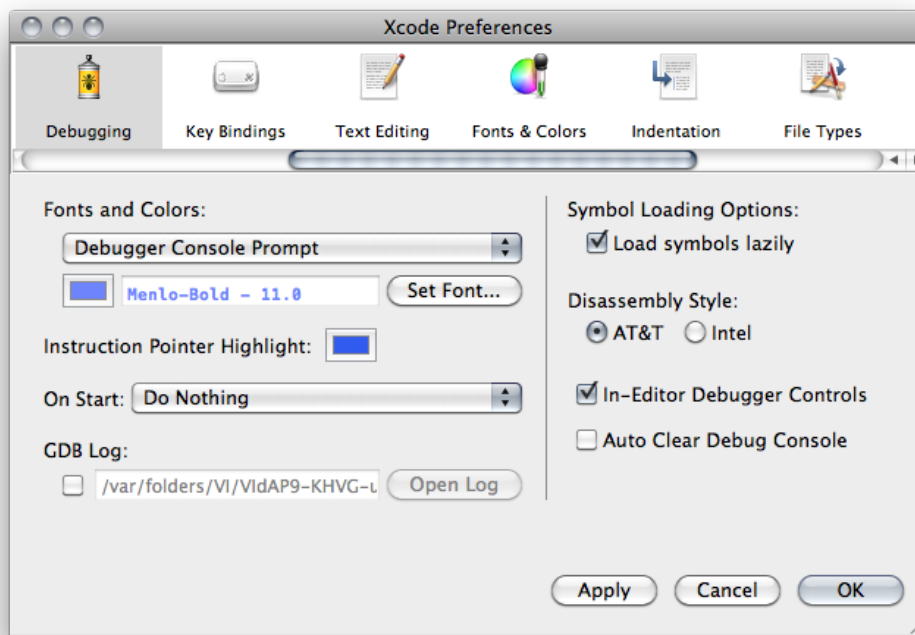 Xcode Preferences
Debugging
Key Bindings
Text Editing
Fonts & Colors
Indentation
File Types
Fonts and Colors:
Debugger Console Prompt
Menlo-Bold - 11.0
Set Font...
Instruction Pointer Highlight:
On Start:
Do Nothing
GDB Log:
/var/folders/VI/VIdAP9-KHVG-u
Open Log
Symbol Loading Options:
Load symbols lazily
Disassembly Style:
AT&T
Intel
In-Editor Debugger Controls
Auto Clear Debug Console
Apply
Cancel
OK